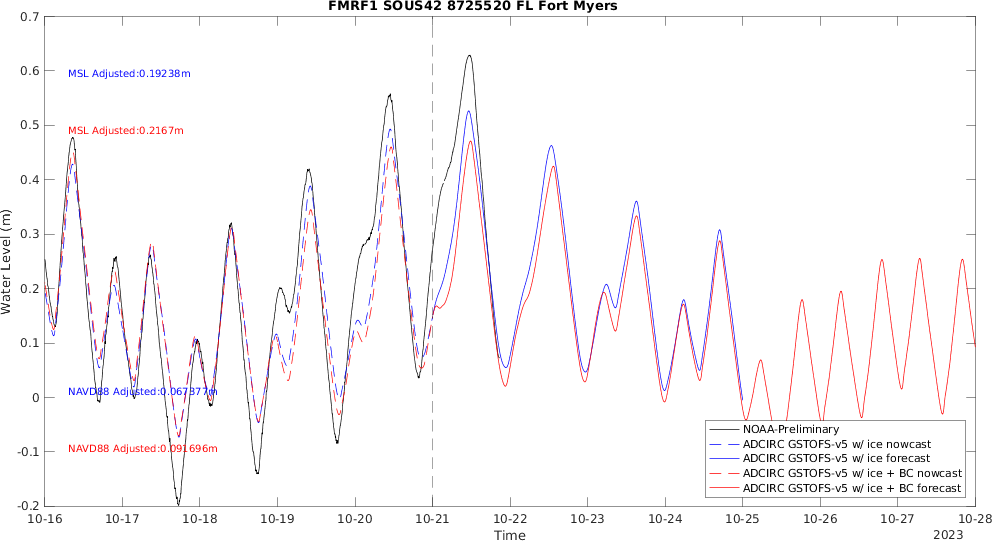 FMRF1 SOUS42 8725520 FL Fort Myers
0.7
0.6
0.5
0.4
0.3
0.2
0.1
0
-0.1
-0.2
Water Level (m)
MSL Adjusted:0.19238m
MSL Adjusted:0.2167m
NAVD88 Adjusted:0.067377m
NAVD88 Adjusted:0.091696m
NOAA-Preliminary
ADCIRC GSTOFS-v5 w/ ice nowcast
ADCIRC GSTOFS-v5 w/ ice forecast
ADCIRC GSTOFS-v5 w/ ice + BC nowcast
ADCIRC GSTOFS-v5 w/ ice + BC forecast
10-16 10-17 10-18 10-19 10-20 10-21 10-22 10-23 10-24 10-25 10-26 10-27 10-28
Time
2023